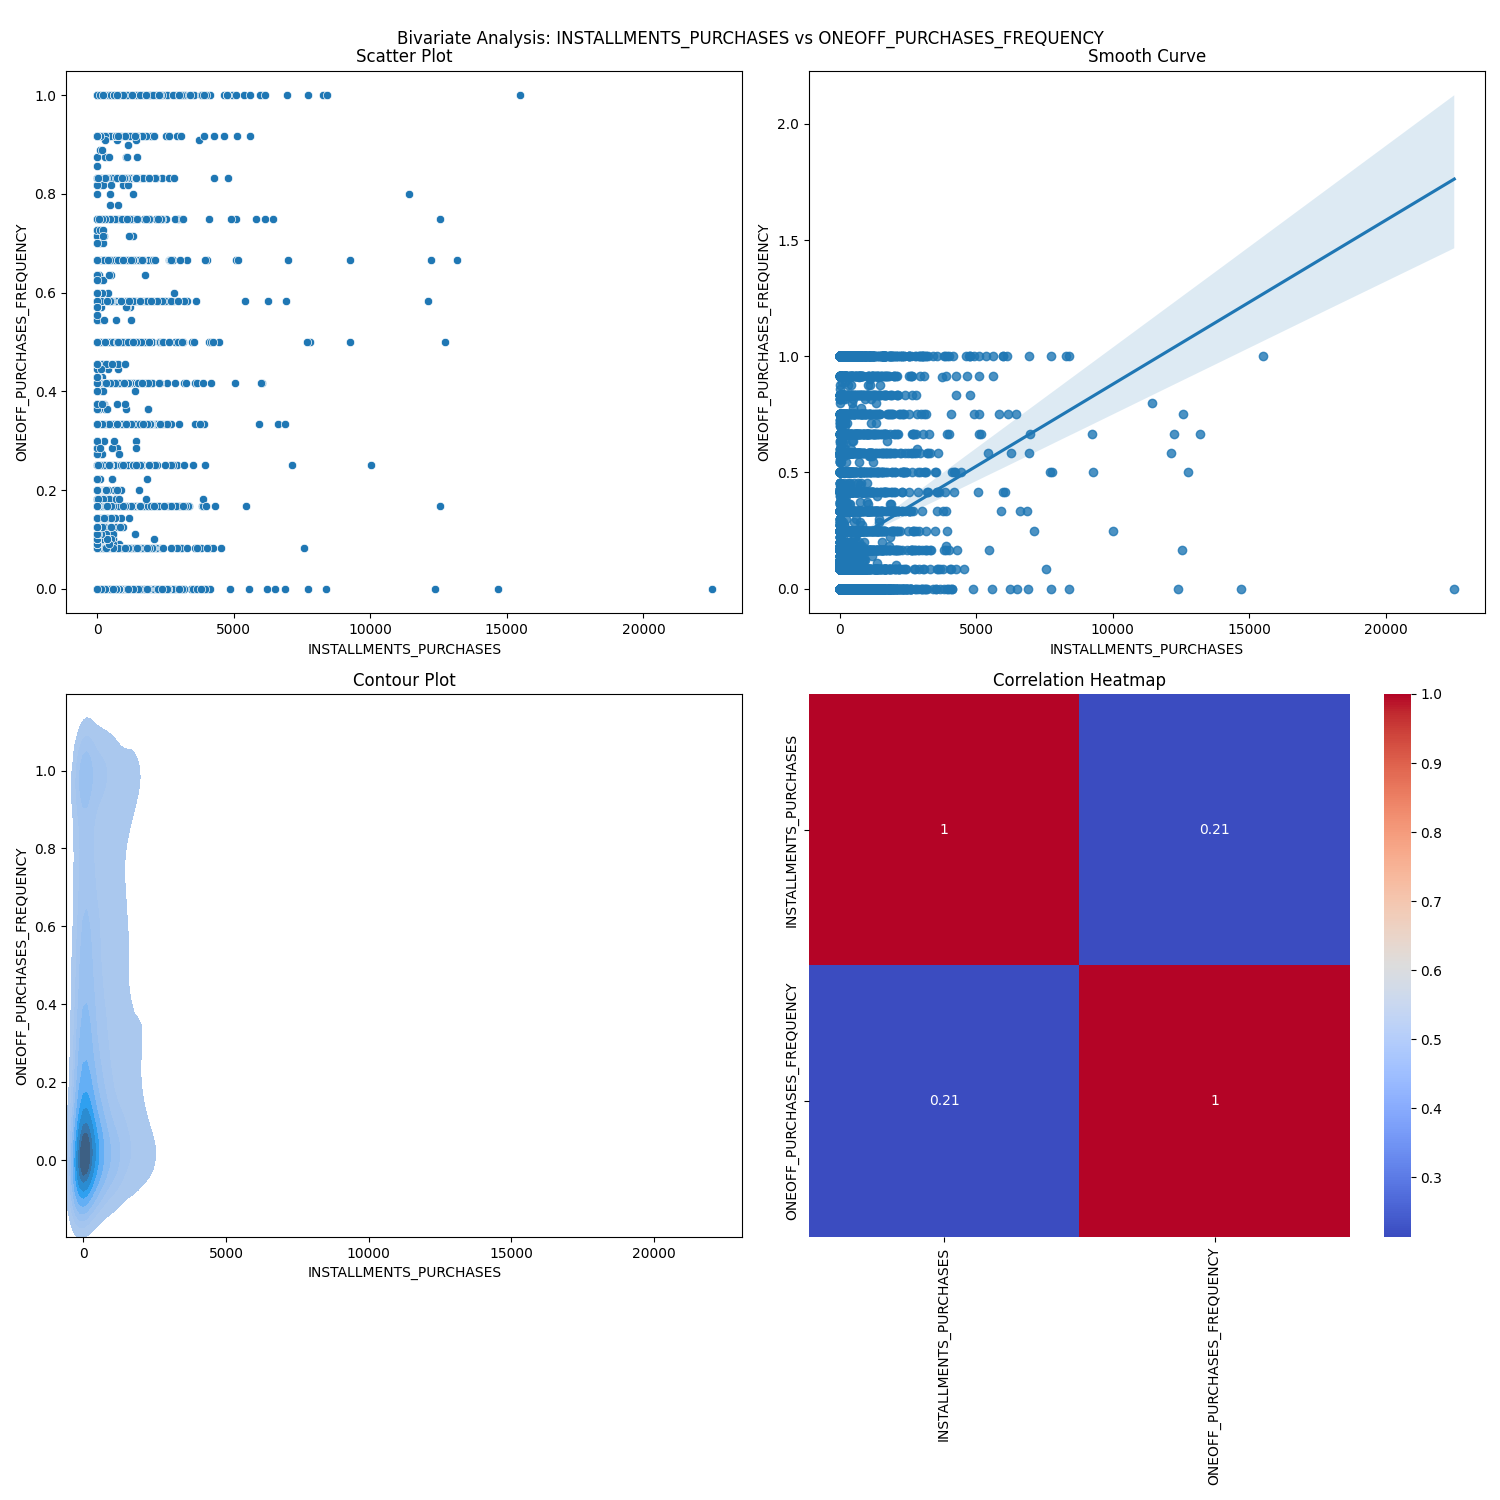 Bivariate Analysis: INSTALLMENTS_PURCHASES vs ONEOFF_PURCHASES_FREQUENCY
Scatter Plot
1.0
0.8
0.6
0.4
0.2
0.0
ONEOFF_PURCHASES_FREQUENCY
0 5000 10000 15000 20000
INSTALLMENTS_PURCHASES
Smooth Curve
2.0
1.5
1.0
0.5
0.0
ONEOFF_PURCHASES_FREQUENCY
0 5000 10000 15000 20000
INSTALLMENTS_PURCHASES
Contour Plot
1.0
0.8
0.6
0.4
0.2
0.0
ONEOFF_PURCHASES_FREQUENCY
0 5000 10000 15000 20000
INSTALLMENTS_PURCHASES
Correlation Heatmap
INSTALLMENTS_PURCHASES
ONEOFF_PURCHASES_FREQUENCY
1 0.21
0.21 1
INSTALLMENTS_PURCHASES
ONEOFF_PURCHASES_FREQUENCY
1.0
0.9
0.8
0.7
0.6
0.5
0.4
0.3